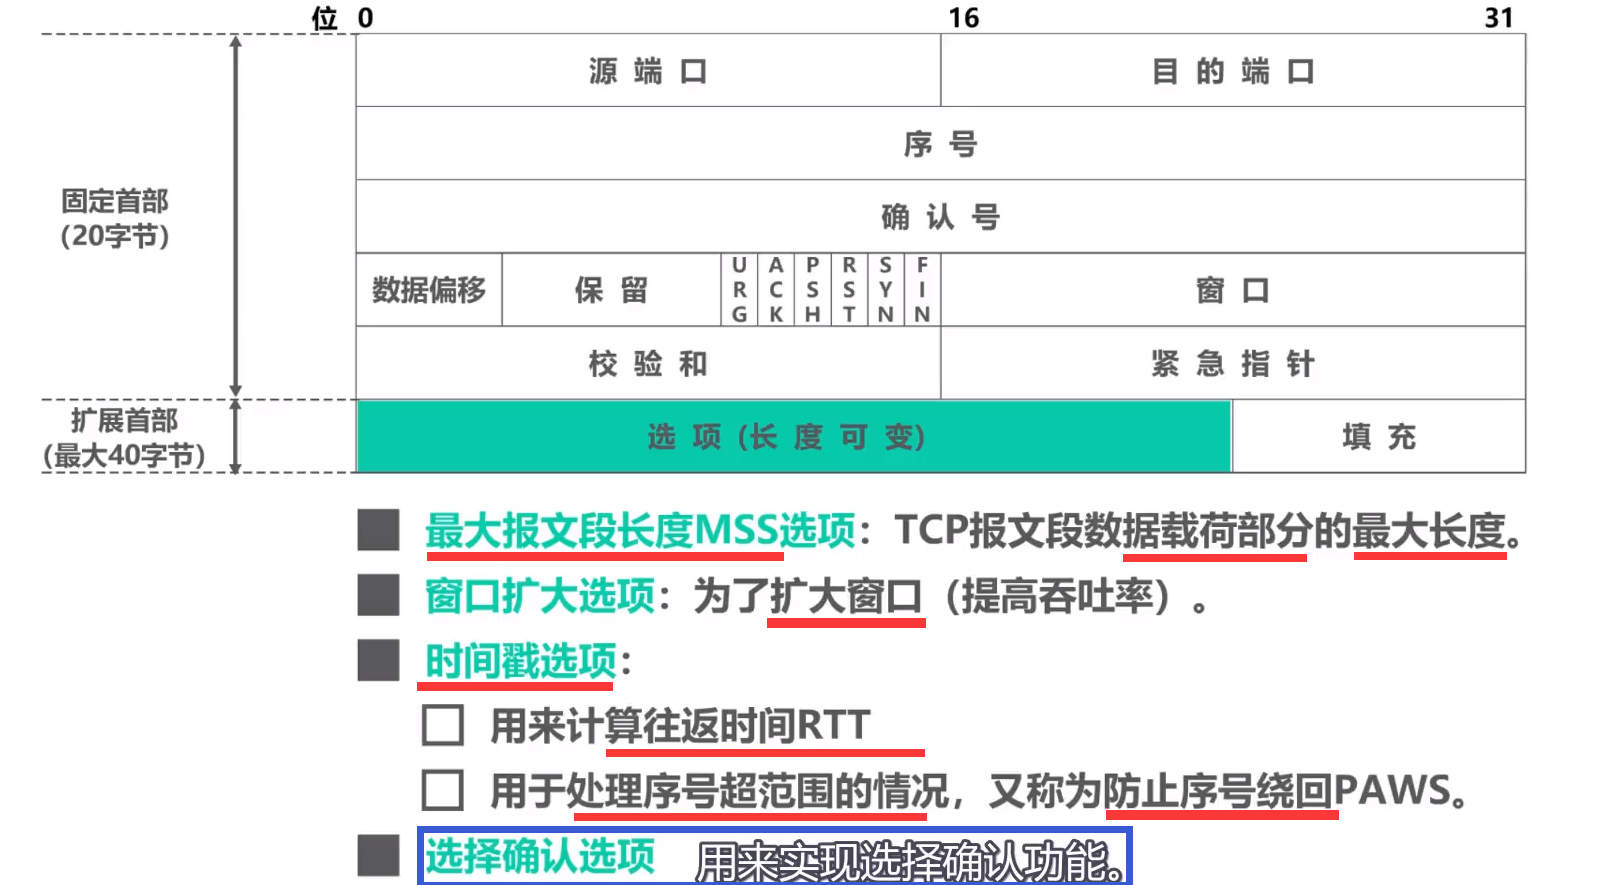 位 0 16 31
源端口 目的端口
序号
确认号
固定首部
(20字节)
数据偏移 保留 URG ACK PSH RST SYN FIN 窗口
校验和 紧急指针
扩展首部
(最大40字节)
选项(长度可变) 填充
最大报文段长度MSS选项：TCP报文段数据载荷部分的最大长度。
窗口扩大选项：为了扩大窗口（提高吞吐率）。
时间戳选项：
用来计算往返时间RTT
用于处理序号超范围的情况，又称为防止序号绕回PAWS。
选择确认选项 用来实现选择确认功能。